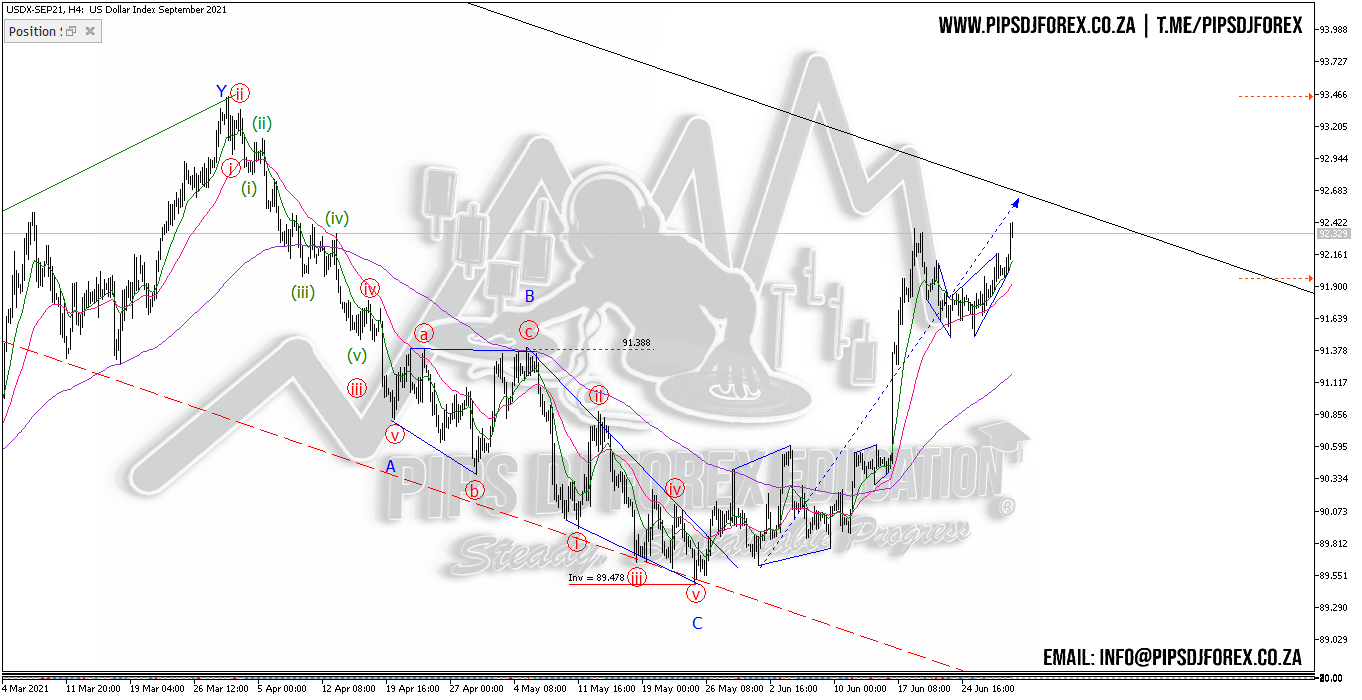 USDX-SEP21, H4: US Dollar Index September 2021
Position
WWW.PIPSDJFOREX.CO.ZA | T.ME/PIPSDJFOREX
93.988
93.727
93.466
93.205
92.944
92.683
92.422
92.329
92.161
91.900
91.639
91.378
91.117
90.856
90.595
90.334
90.073
89.812
89.551
89.290
89.029
Y
ii
(ii)
i
(i)
(iv)
(iii)
iv
(v)
iii
v
A
a
b
B
c
91.388
ii
iv
i
Inv = 89.478
iii
v
C
PIPS DJ FOREX EDUCATION
®
Steady, Sustainable Progress
EMAIL: INFO@PIPSDJFOREX.CO.ZA
4 Mar 2021
11 Mar 20:00
19 Mar 04:00
26 Mar 12:00
5 Apr 00:00
12 Apr 08:00
19 Apr 16:00
27 Apr 00:00
4 May 08:00
11 May 16:00
19 May 00:00
26 May 08:00
2 Jun 16:00
10 Jun 00:00
17 Jun 08:00
24 Jun 16:00